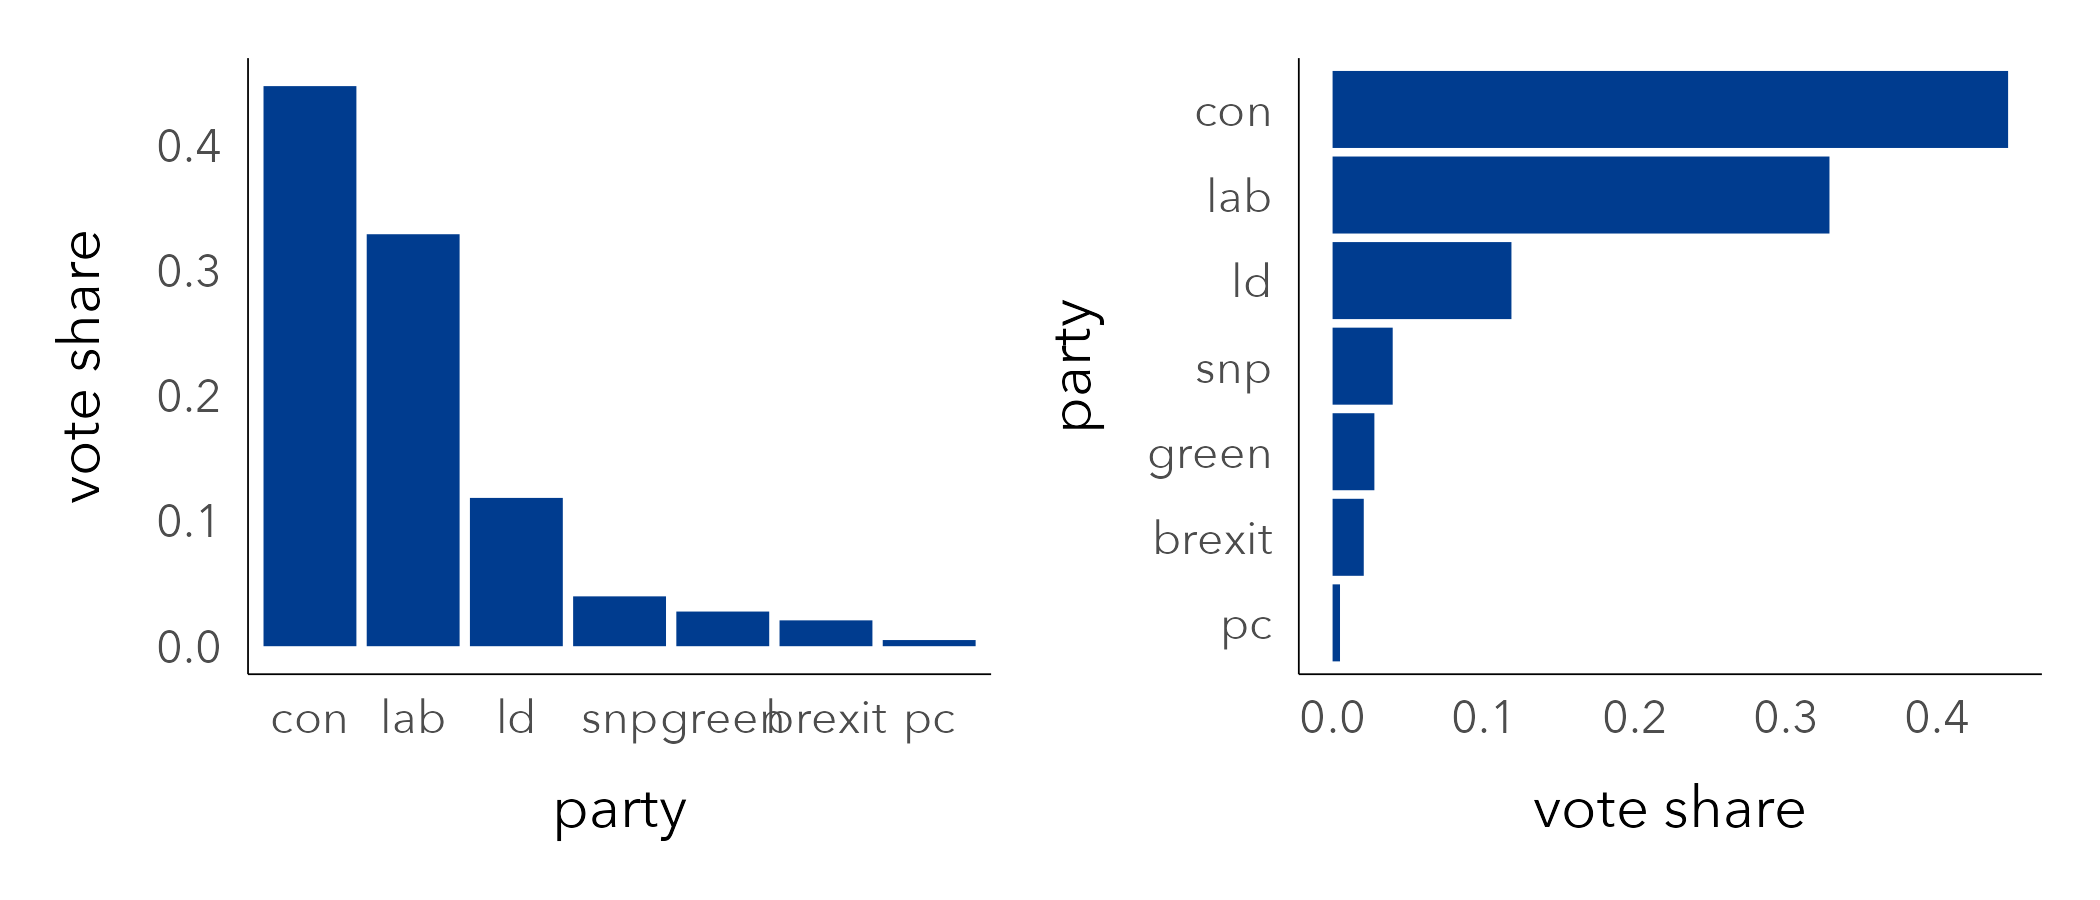 vote share
0.4
0.3
0.2
0.1
0.0
con lab ld snp green brexit pc
party
party
con
lab
ld
snp
green
brexit
pc
0.0 0.1 0.2 0.3 0.4
vote share